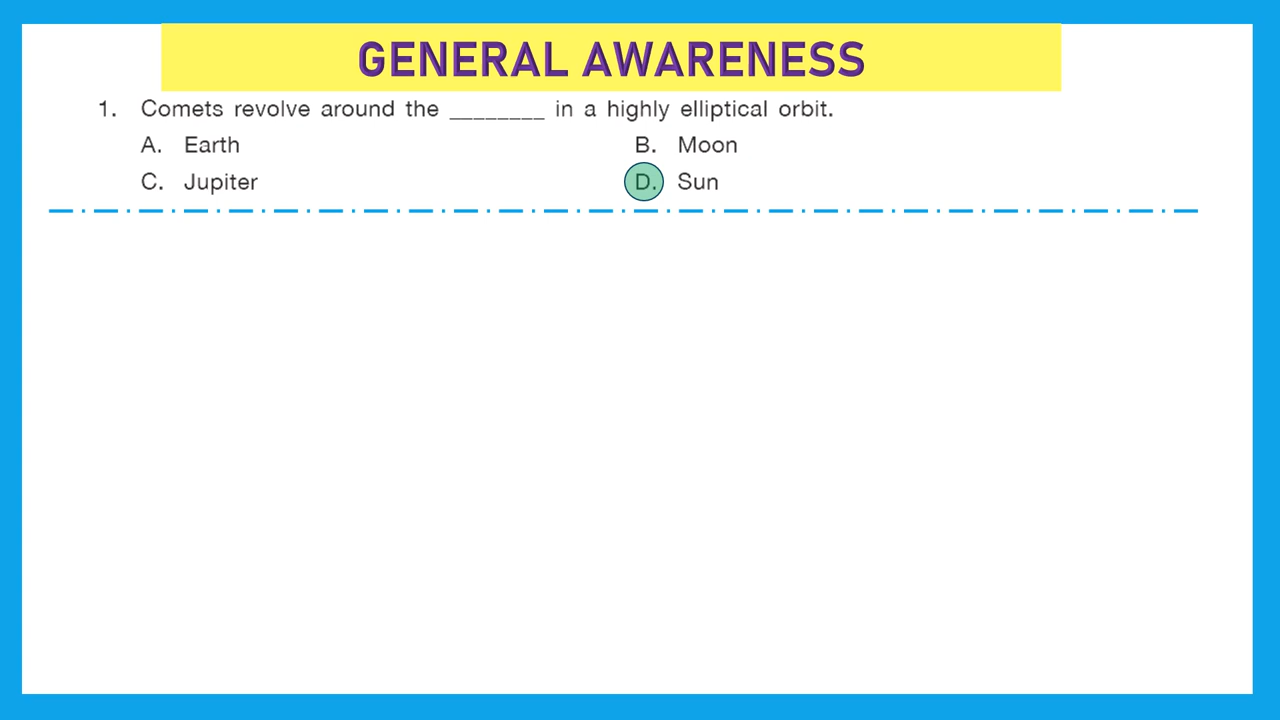 GENERAL AWARENESS
1. Comets revolve around the ________ in a highly elliptical orbit.
A. Earth B. Moon
C. Jupiter D. Sun